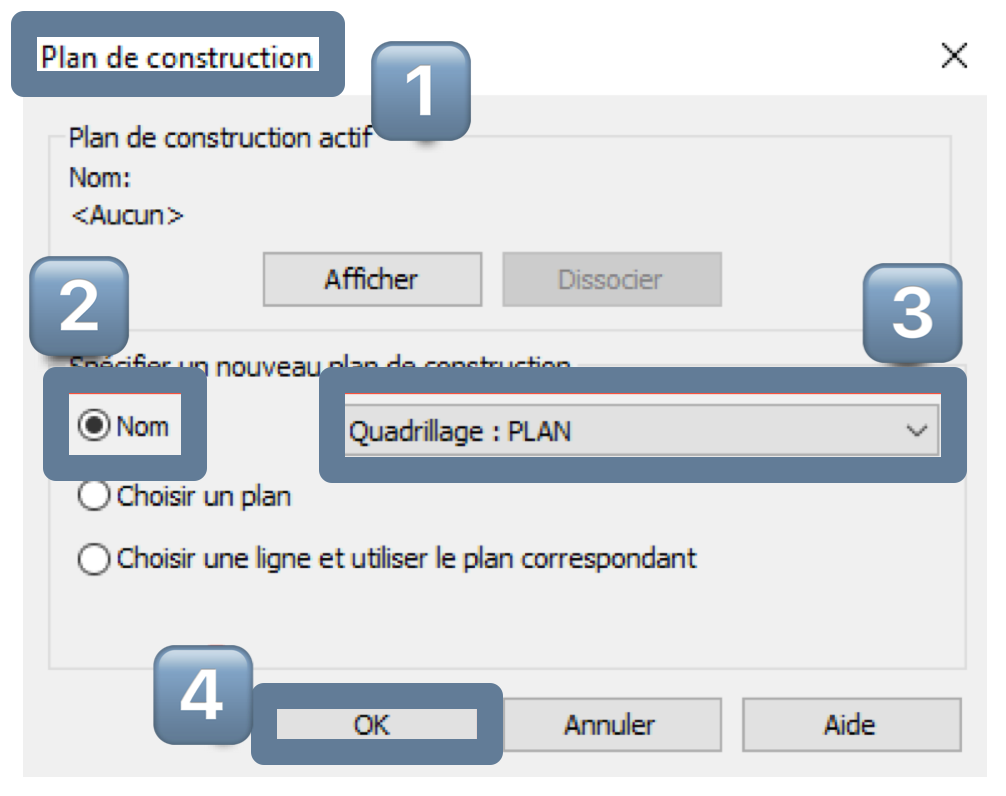 Plan de construction
1
Plan de construction actif
Nom:
<Aucun>
Afficher
Dissocier
2
3
Spécifier un nouveau plan de construction
Nom
Quadrillage : PLAN
Choisir un plan
Choisir une ligne et utiliser le plan correspondant
4
OK
Annuler
Aide